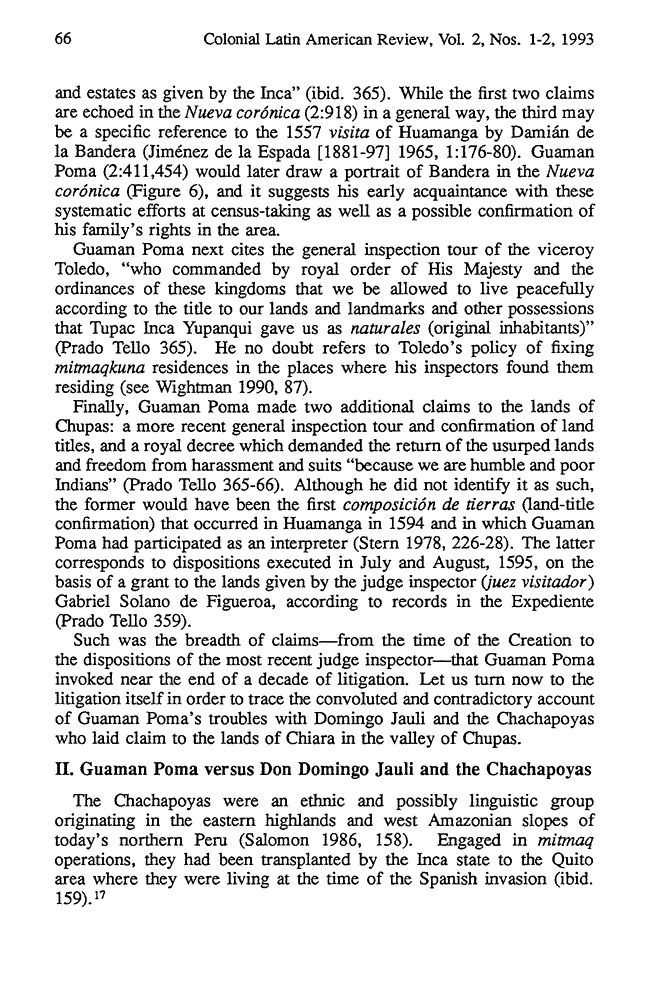 66 Colonial Latin American Review, Vol. 2, Nos. 1-2, 1993
and estates as given by the Inca” (ibid. 365). While the first two claims
are echoed in the Nueva corónica (2:918) in a general way, the third may
be a specific reference to the 1557 visita of Huamanga by Damián de
la Bandera (Jiménez de la Espada [1881-97] 1965, 1:176-80). Guaman
Poma (2:411,454) would later draw a portrait of Bandera in the Nueva
corónica (Figure 6), and it suggests his early acquaintance with these
systematic efforts at census-taking as well as a possible confirmation of
his family’s rights in the area.
Guaman Poma next cites the general inspection tour of the viceroy
Toledo, “who commanded by royal order of His Majesty and the
ordinances of these kingdoms that we be allowed to live peacefully
according to the title to our lands and landmarks and other possessions
that Tupac Inca Yupanqui gave us as naturales (original inhabitants)”
(Prado Tello 365). He no doubt refers to Toledo’s policy of fixing
mitmaqkuna residences in the places where his inspectors found them
residing (see Wightman 1990, 87).
Finally, Guaman Poma made two additional claims to the lands of
Chupas: a more recent general inspection tour and confirmation of land
titles, and a royal decree which demanded the return of the usurped lands
and freedom from harassment and suits “because we are humble and poor
Indians” (Prado Tello 365-66). Although he did not identify it as such,
the former would have been the first composición de tierras (land-title
confirmation) that occurred in Huamanga in 1594 and in which Guaman
Poma had participated as an interpreter (Stern 1978, 226-28). The latter
corresponds to dispositions executed in July and August, 1595, on the
basis of a grant to the lands given by the judge inspector (juez visitador)
Gabriel Solano de Figueroa, according to records in the Expediente
(Prado Tello 359).
Such was the breadth of claims—from the time of the Creation to
the dispositions of the most recent judge inspector—that Guaman Poma
invoked near the end of a decade of litigation. Let us turn now to the
litigation itself in order to trace the convoluted and contradictory account
of Guaman Poma’s troubles with Domingo Jauli and the Chachapoyas
who laid claim to the lands of Chiara in the valley of Chupas.
II. Guaman Poma versus Don Domingo Jauli and the Chachapoyas
The Chachapoyas were an ethnic and possibly linguistic group
originating in the eastern highlands and west Amazonian slopes of
today’s northern Peru (Salomon 1986, 158). Engaged in mitmaq
operations, they had been transplanted by the Inca state to the Quito
area where they were living at the time of the Spanish invasion (ibid.
159).17